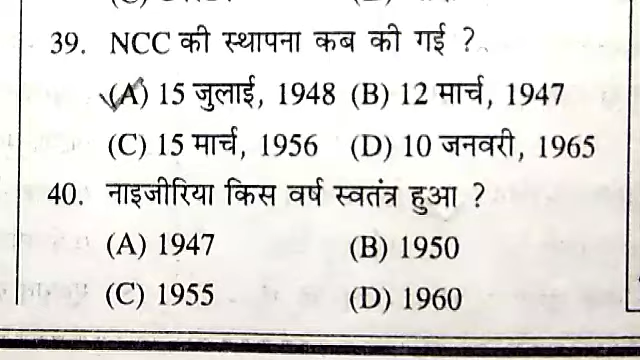 39. NCC की स्थापना कब की गई ?
(A) 15 जुलाई, 1948 (B) 12 मार्च, 1947
(C) 15 मार्च, 1956 (D) 10 जनवरी, 1965
40. नाइजीरिया किस वर्ष स्वतंत्र हुआ ?
(A) 1947 (B) 1950
(C) 1955 (D) 1960